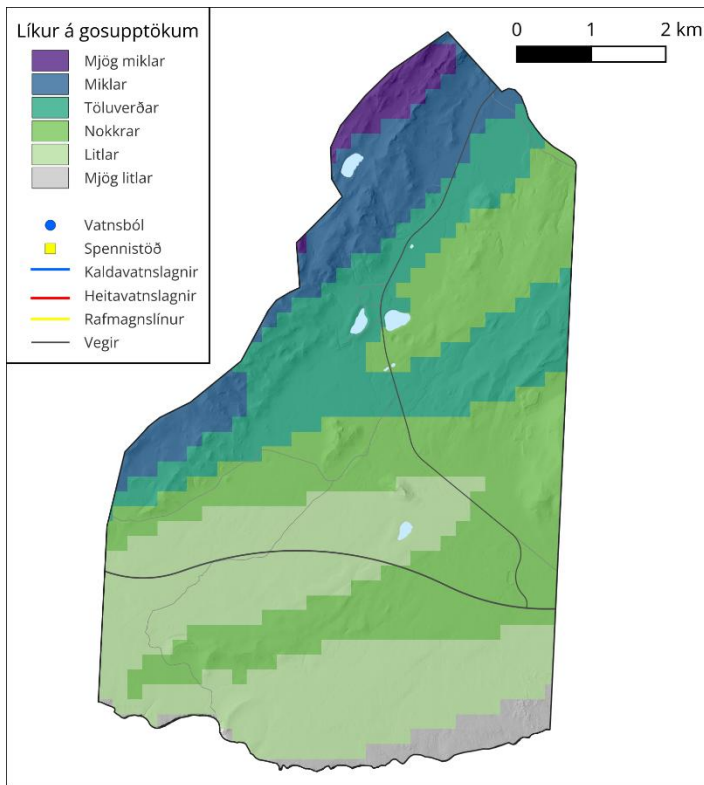 Líkur á gosupptökum
Mjög miklar
Miklar
Töluverðar
Nokkrar
Litlar
Mjög litlar
Vatnsból
Spennistöð
Kaldavatnslagnir
Heitavatnslagnir
Rafmagnslínur
Vegir
0 1 2 km